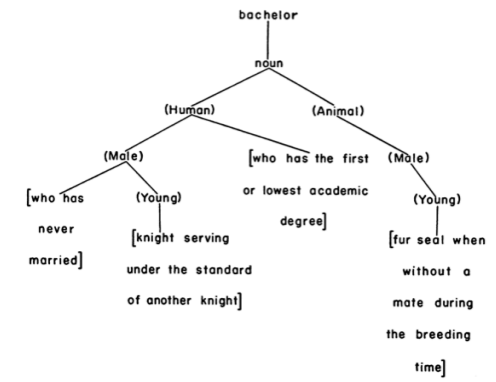 bachelor
noun
(Human)
(Animal)
(Male)
[who has the first
or lowest academic
degree]
(Male)
[who has
never
married]
(Young)
[knight serving
under the standard
of another knight]
(Young)
[fur seal when
without a
mate during
the breeding
time]